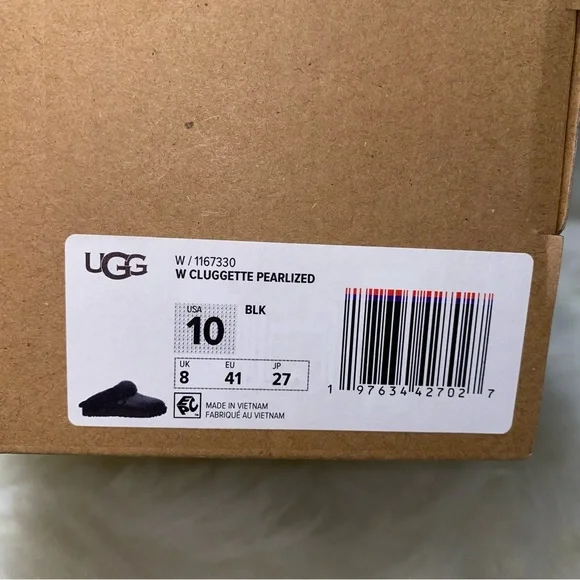 UGG
W / 1167330
W CLUGGETTE PEARLIZED
USA
10
BLK
UK EU JP
8 41 27
EPC
MADE IN VIETNAM
FABRIQUÉ AU VIETNAM
1 97634 42702 7